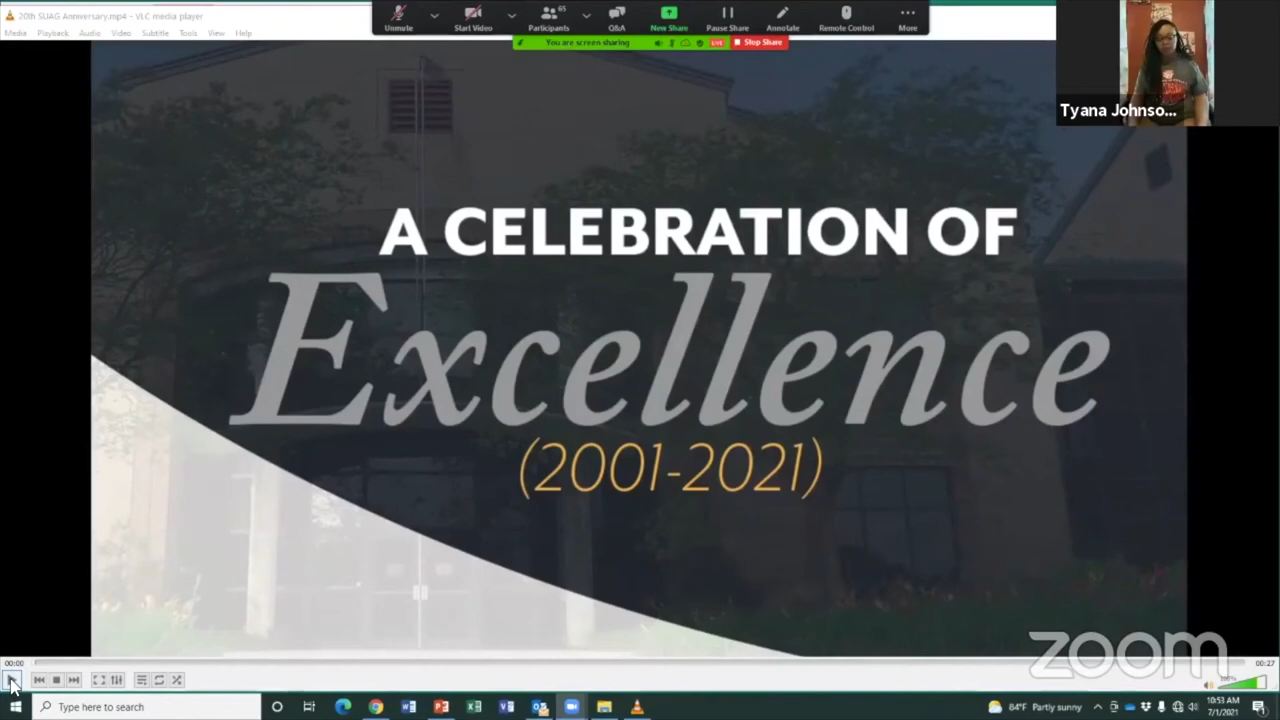 20th SUAG Anniversary.mp4 - VLC media player
Media Playback Audio Video Subtitle Tools View Help
Unmute Start Video 65 Participants Q&A New Share Pause Share Annotate Remote Control More
You are screen sharing LIVE Stop Share
Tyana Johnso...
A CELEBRATION OF
Excellence
(2001-2021)
zoom
00:00 00:27
Type here to search
84°F Partly sunny
10:53 AM
7/1/2021